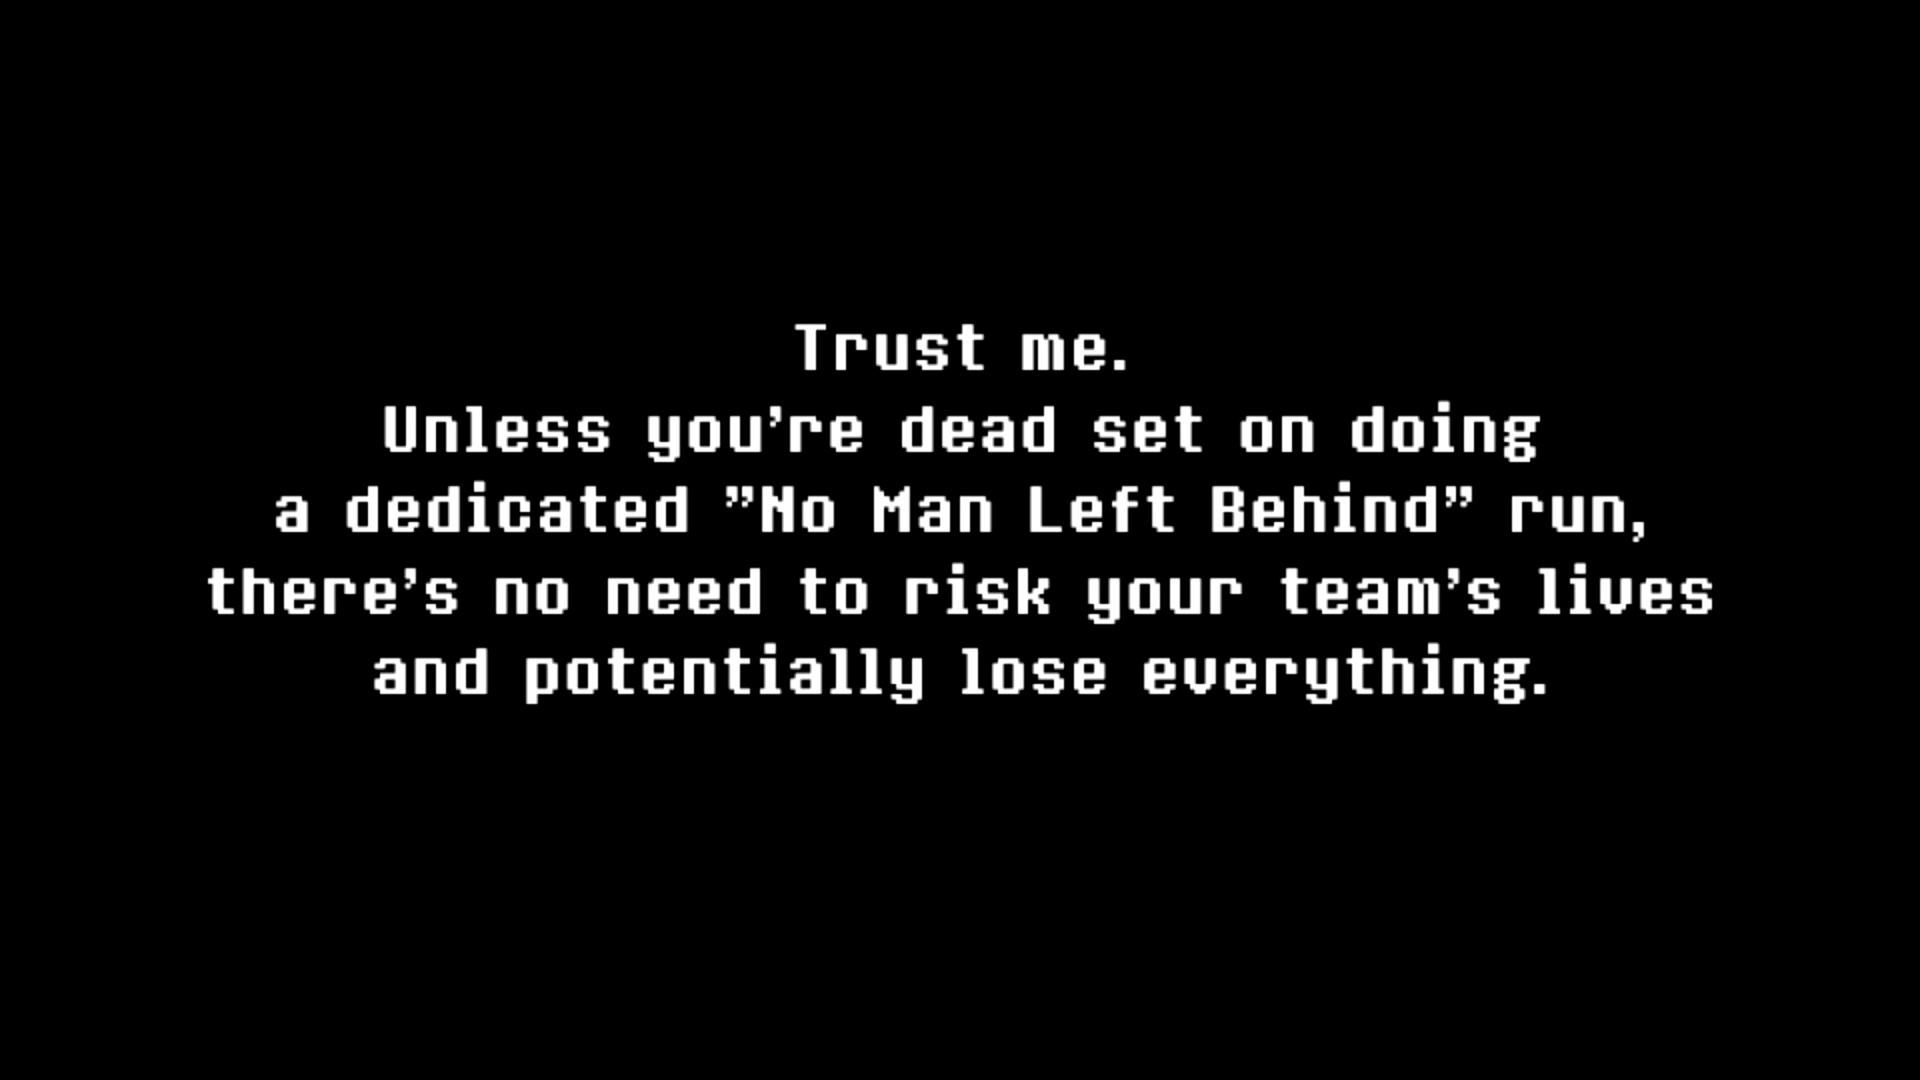 Trust me.
Unless you're dead set on doing
a dedicated "No Man Left Behind" run,
there's no need to risk your team's lives
and potentially lose everything.